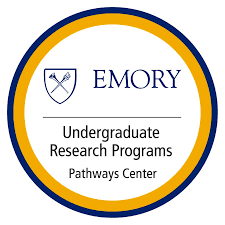 EMORY
Undergraduate
Research Programs
Pathways Center